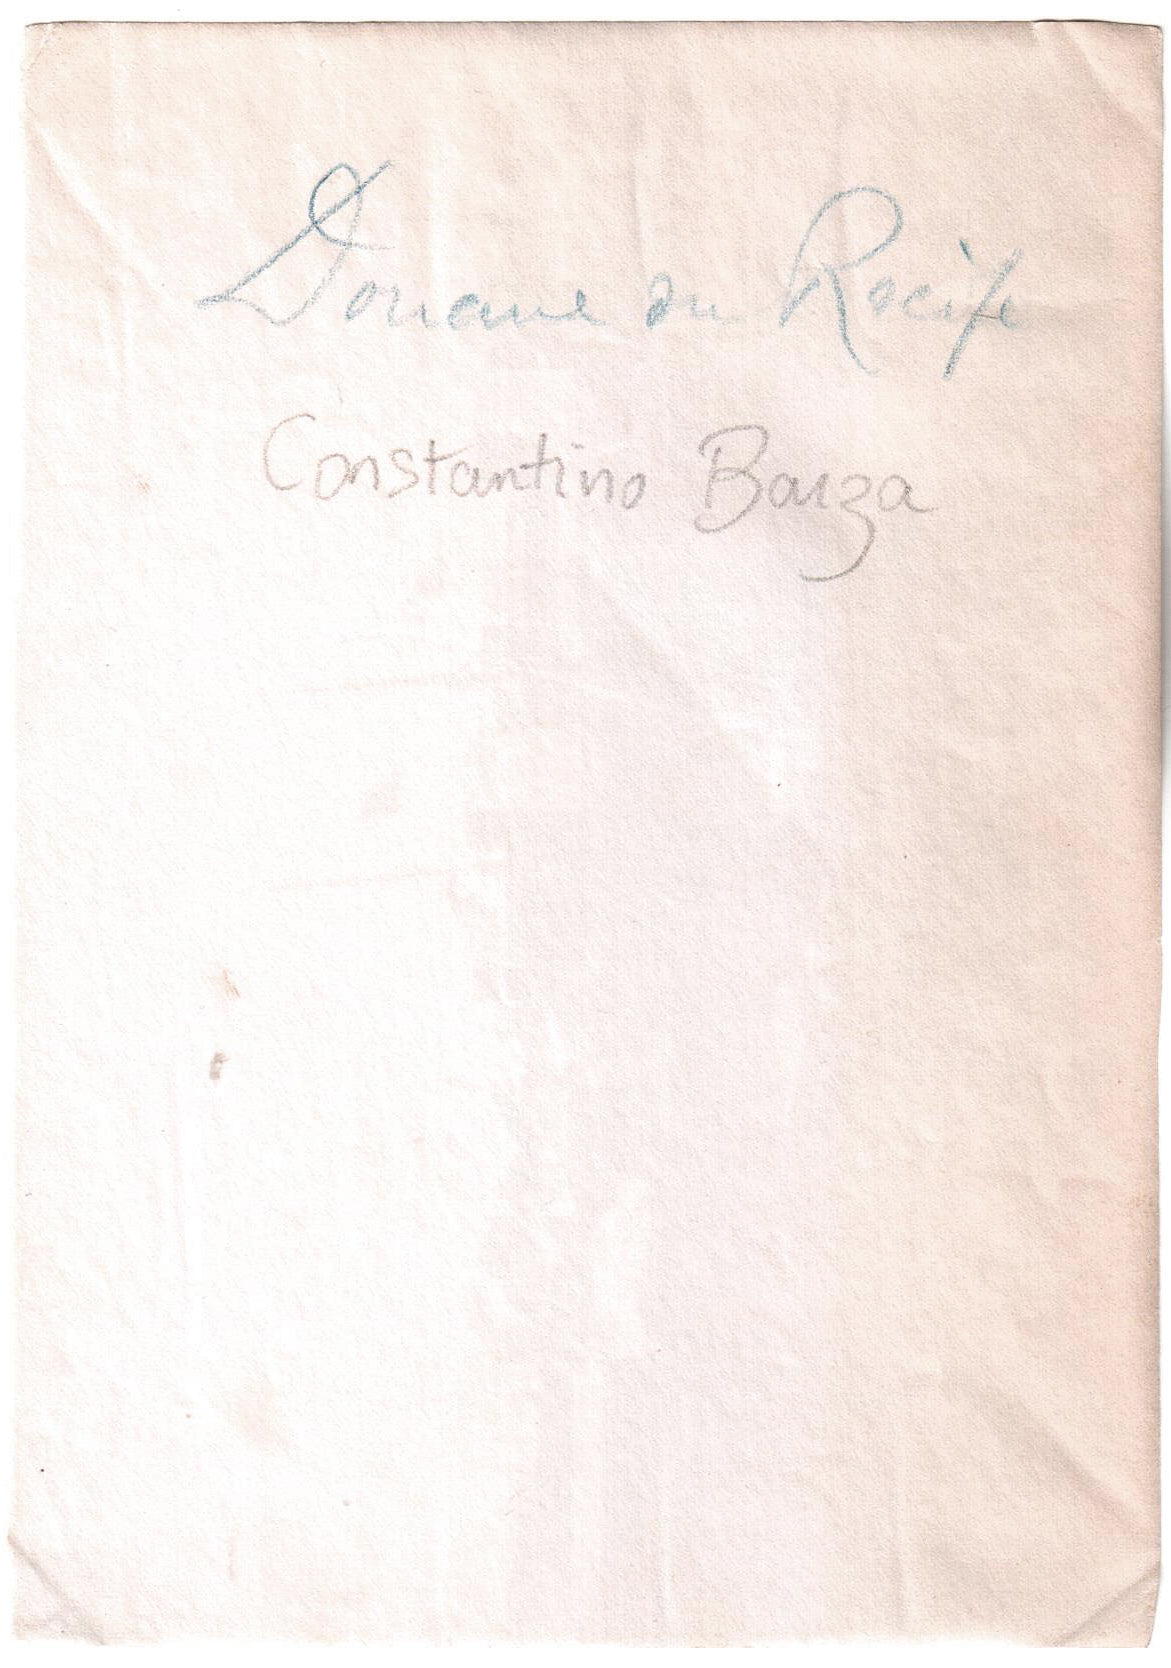 Douane du Recife
Constantino Barza